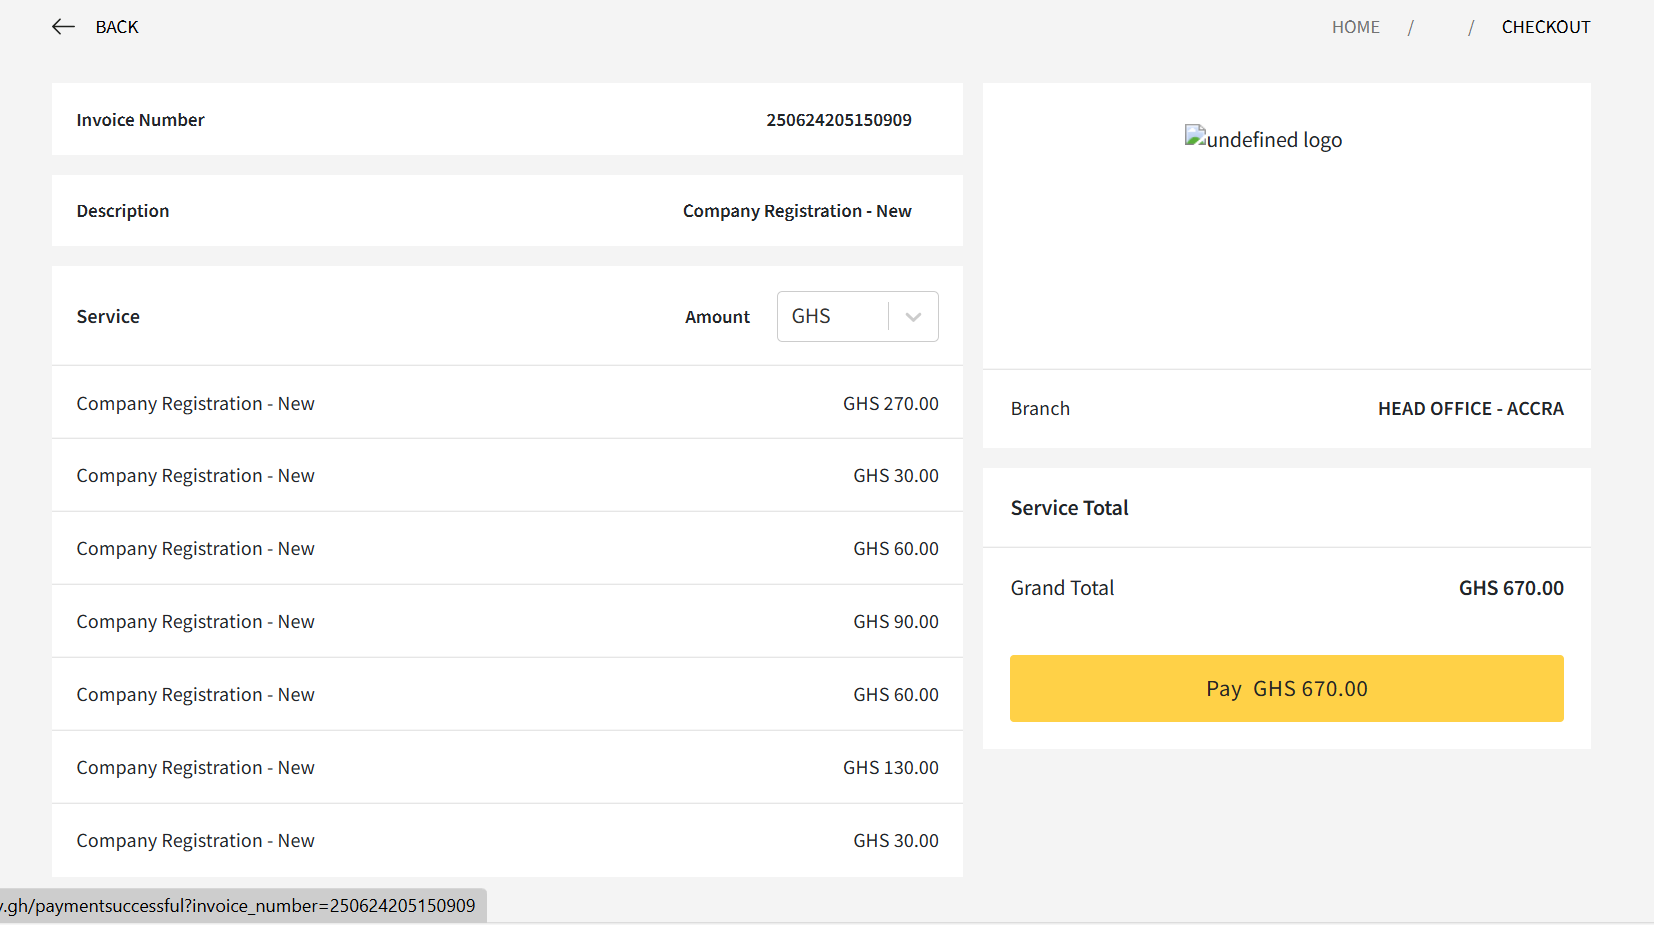 BACK
HOME / / CHECKOUT
Invoice Number 250624205150909
Description Company Registration - New
Service Amount GHS
Company Registration - New GHS 270.00
Company Registration - New GHS 30.00
Company Registration - New GHS 60.00
Company Registration - New GHS 90.00
Company Registration - New GHS 60.00
Company Registration - New GHS 130.00
Company Registration - New GHS 30.00
undefined logo
Branch HEAD OFFICE - ACCRA
Service Total
Grand Total GHS 670.00
Pay GHS 670.00
.gh/paymentsuccessful?invoice_number=250624205150909